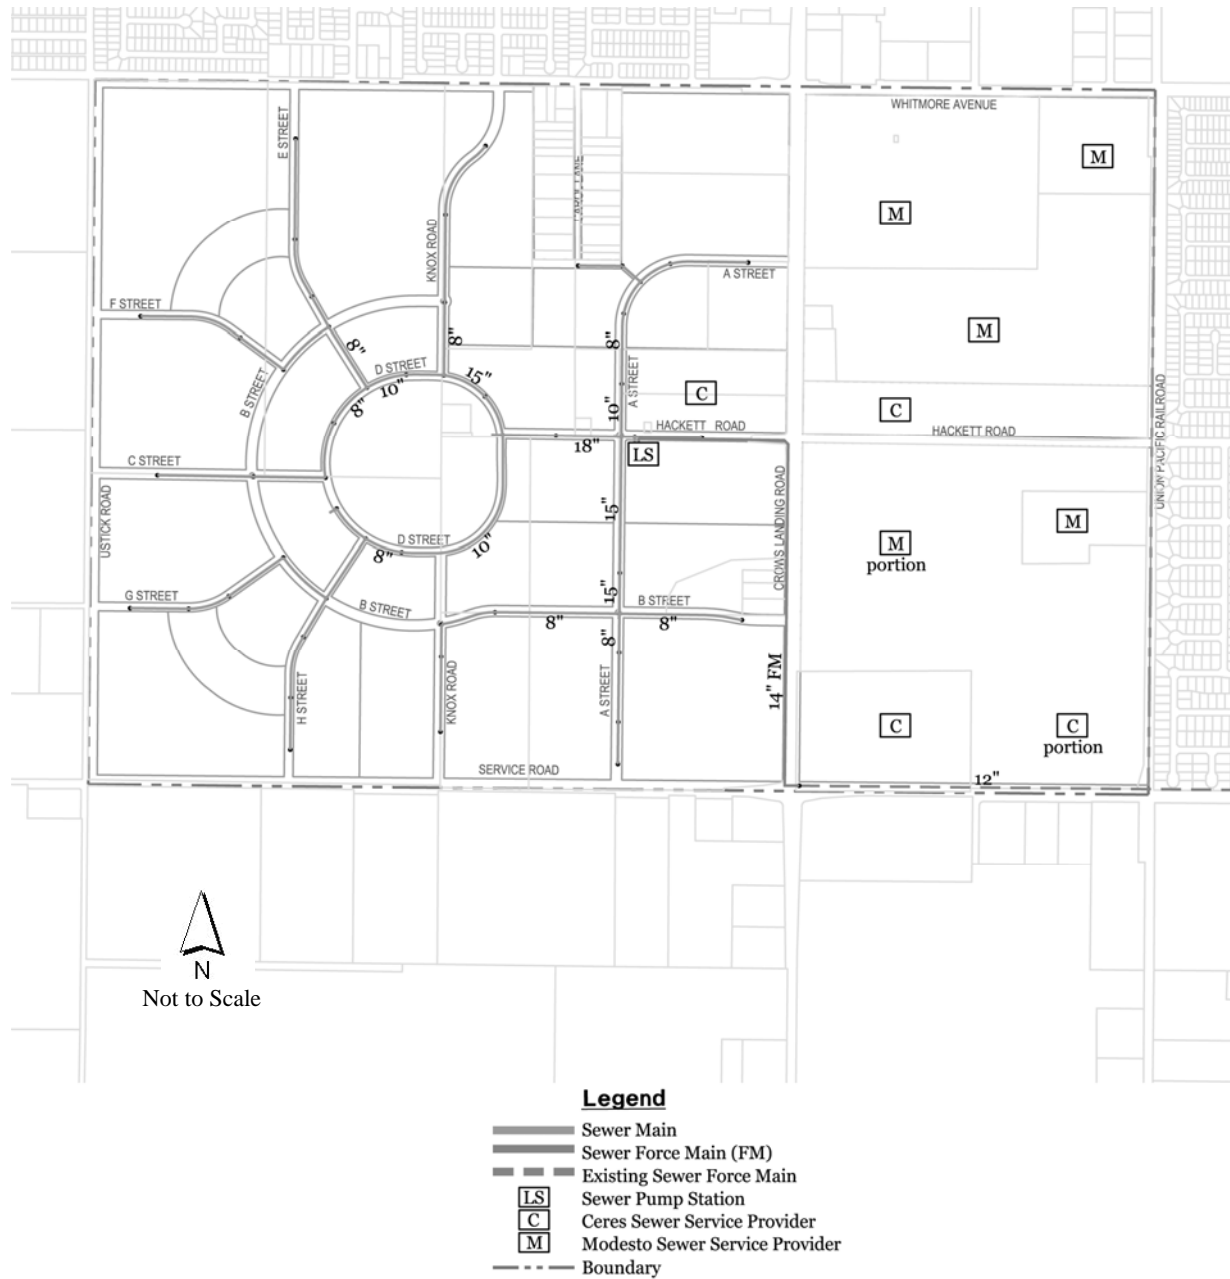 WHITMORE AVENUE
E STREET
M
M
CAROL LANE
KNOX ROAD
A STREET
F STREET
8"
8"
8"
M
D STREET
15"
10"
B STREET
8"
10"
A STREET
C
C
UNION PACIFIC RAILROAD
HACKETT ROAD
HACKETT ROAD
18"
LS
C STREET
USTICK ROAD
15"
CROWS LANDING ROAD
M
M
portion
D STREET
10"
8"
G STREET
B STREET
15"
B STREET
8"
8"
8"
KNOX ROAD
A STREET
14" FM
H STREET
C
C
portion
SERVICE ROAD
12"
N
Not to Scale
Legend
Sewer Main
Sewer Force Main (FM)
Existing Sewer Force Main
LS Sewer Pump Station
C Ceres Sewer Service Provider
M Modesto Sewer Service Provider
Boundary